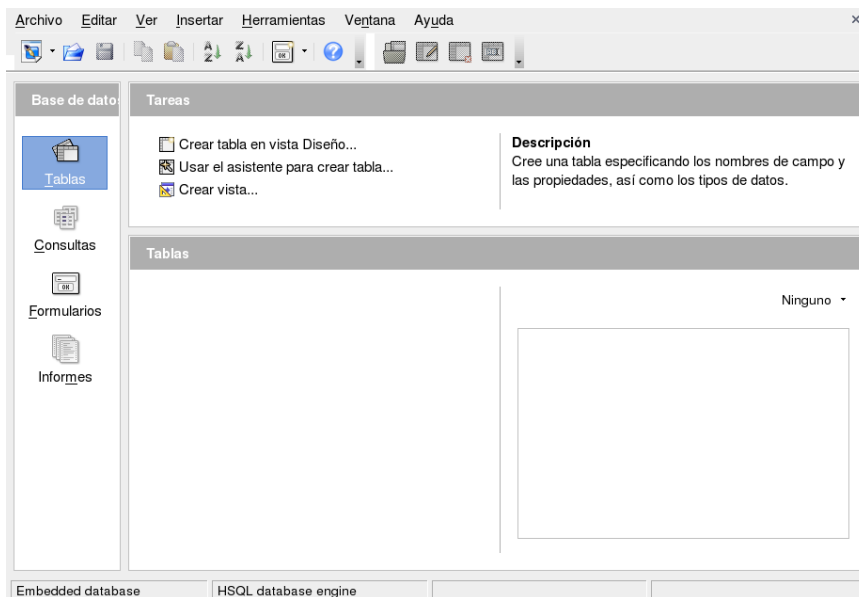 Archivo Editar Ver Insertar Herramientas Ventana Ayuda
Base de datos
Tareas
Tablas
Consultas
Formularios
Informes
Crear tabla en vista Diseño...
Usar el asistente para crear tabla...
Crear vista...
Descripción
Cree una tabla especificando los nombres de campo y
las propiedades, así como los tipos de datos.
Tablas
Ninguno
Embedded database
HSQL database engine